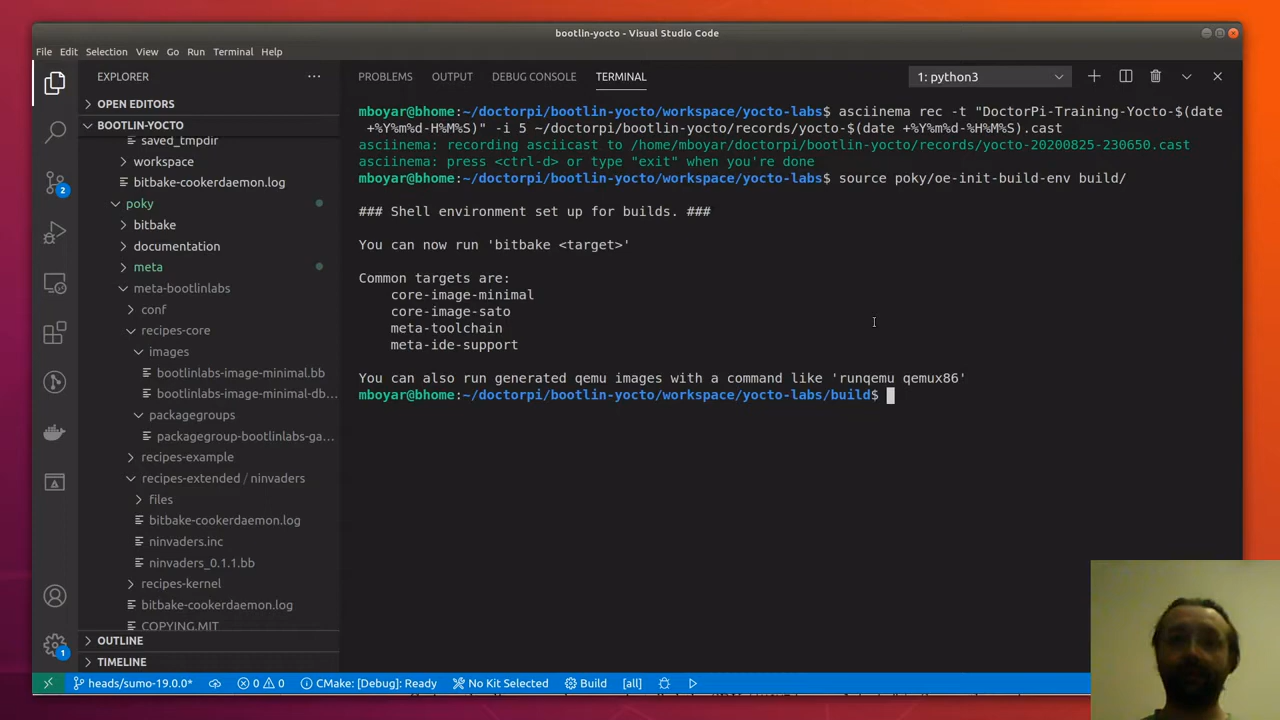 bootlin-yocto - Visual Studio Code
File Edit Selection View Go Run Terminal Help
EXPLORER
OPEN EDITORS
BOOTLIN-YOCTO
saved_tmpdir
workspace
bitbake-cookerdaemon.log
poky
bitbake
documentation
meta
meta-bootlinlabs
conf
recipes-core
images
bootlinlabs-image-minimal.bb
bootlinlabs-image-minimal-db...
packagegroups
packagegroup-bootlinlabs-ga...
recipes-example
recipes-extended / ninvaders
files
bitbake-cookerdaemon.log
ninvaders.inc
ninvaders_0.1.1.bb
recipes-kernel
bitbake-cookerdaemon.log
COPYING.MIT
OUTLINE
TIMELINE
2
1
PROBLEMS OUTPUT DEBUG CONSOLE TERMINAL 1: python3
mboyar@bhome:~/doctorpi/bootlin-yocto/workspace/yocto-labs$ asciinema rec -t "DoctorPi-Training-Yocto-$(date
+%Y%m%d-H%M%S)" -i 5 ~/doctorpi/bootlin-yocto/records/yocto-$(date +%Y%m%d-%H%M%S).cast
asciinema: recording asciicast to /home/mboyar/doctorpi/bootlin-yocto/records/yocto-20200825-230650.cast
asciinema: press <ctrl-d> or type "exit" when you're done
mboyar@bhome:~/doctorpi/bootlin-yocto/workspace/yocto-labs$ source poky/oe-init-build-env build/
### Shell environment set up for builds. ###
You can now run 'bitbake <target>'
Common targets are:
core-image-minimal
core-image-sato
meta-toolchain
meta-ide-support
You can also run generated qemu images with a command like 'runqemu qemux86'
mboyar@bhome:~/doctorpi/bootlin-yocto/workspace/yocto-labs/build$
heads/sumo-19.0.0* 0 0 CMake: [Debug]: Ready No Kit Selected Build [all]